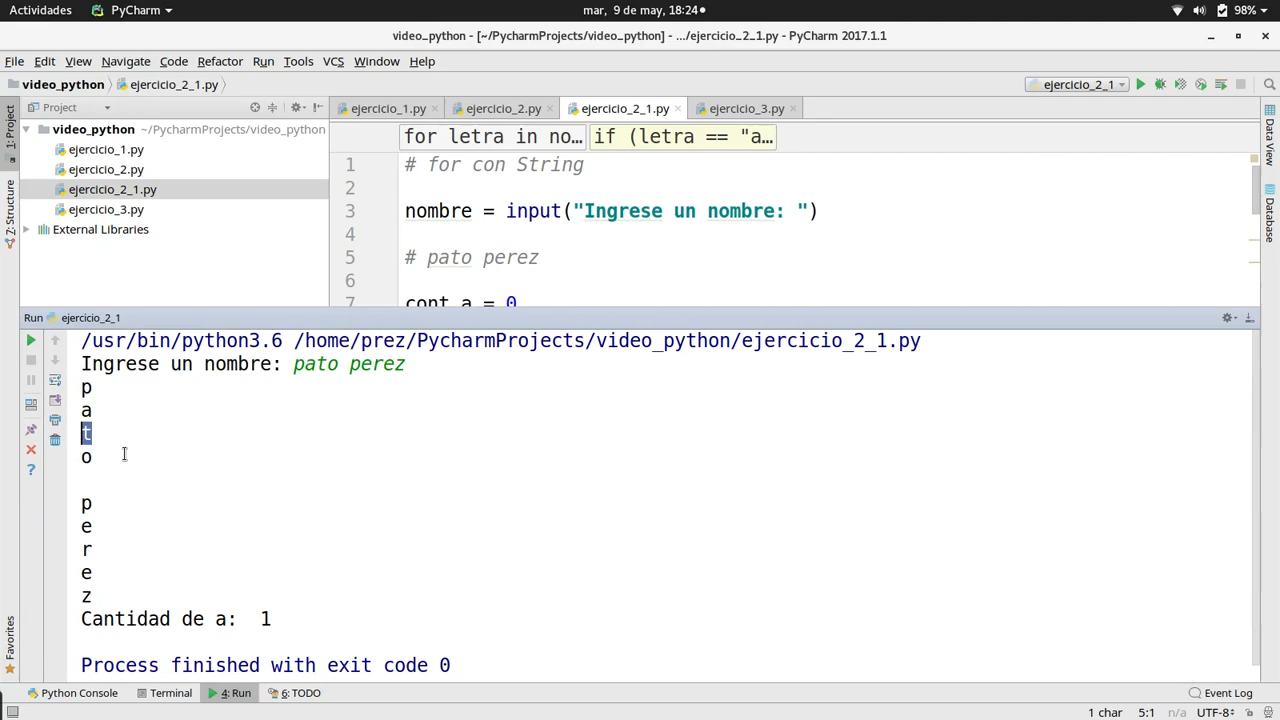 Actividades PyCharm mar, 9 de may, 18:24 98%
video_python - [~/PycharmProjects/video_python] - .../ejercicio_2_1.py - PyCharm 2017.1.1
File Edit View Navigate Code Refactor Run Tools VCS Window Help
video_python ejercicio_2_1.py ejercicio_2_1
Project ejercicio_1.py ejercicio_2.py ejercicio_2_1.py ejercicio_3.py
video_python ~/PycharmProjects/video_python
ejercicio_1.py
ejercicio_2.py
ejercicio_2_1.py
ejercicio_3.py
External Libraries
1: Project
7: Structure
Favorites
Data View
Database
for letra in no... if (letra == "a...
1 # for con String
2
3 nombre = input("Ingrese un nombre: ")
4
5 # pato perez
6
7 cont_a = 0
Run ejercicio_2_1
/usr/bin/python3.6 /home/prez/PycharmProjects/video_python/ejercicio_2_1.py
Ingrese un nombre: pato perez
p
a
t
o
p
e
r
e
z
Cantidad de a: 1
Process finished with exit code 0
Python Console Terminal 4: Run 6: TODO Event Log
1 char 5:1 n/a UTF-8